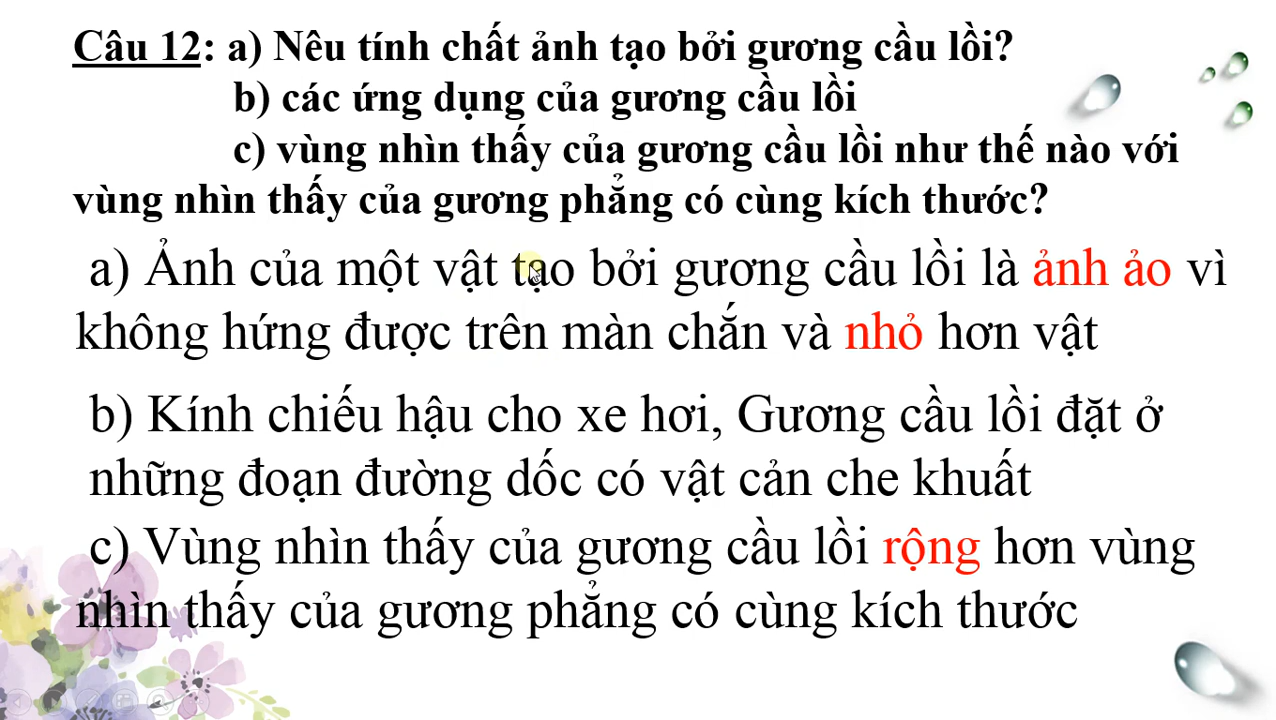 Câu 12: a) Nêu tính chất ảnh tạo bởi gương cầu lồi?
b) các ứng dụng của gương cầu lồi
c) vùng nhìn thấy của gương cầu lồi như thế nào với
vùng nhìn thấy của gương phẳng có cùng kích thước?
a) Ảnh của một vật tạo bởi gương cầu lồi là ảnh ảo vì
không hứng được trên màn chắn và nhỏ hơn vật
b) Kính chiếu hậu cho xe hơi, Gương cầu lồi đặt ở
những đoạn đường dốc có vật cản che khuất
c) Vùng nhìn thấy của gương cầu lồi rộng hơn vùng
nhìn thấy của gương phẳng có cùng kích thước